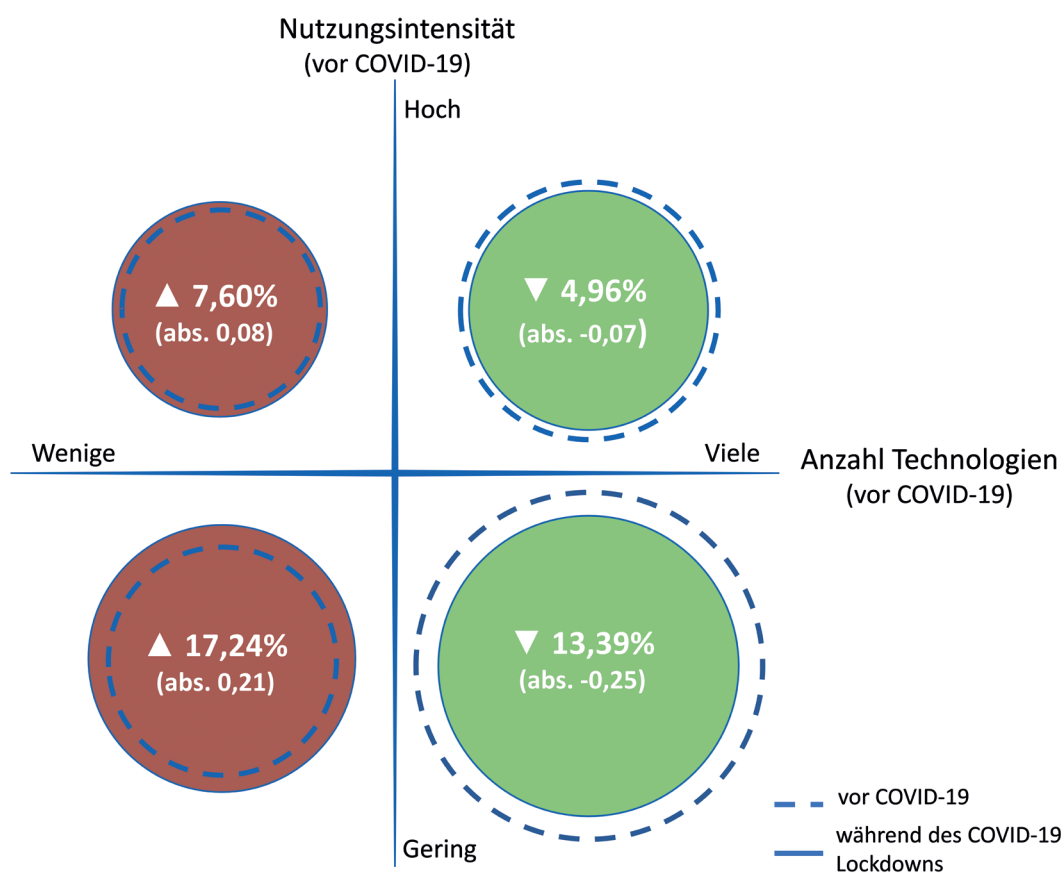 Nutzungsintensität
(vor COVID-19)
Hoch
▲ 7,60%
(abs. 0,08)
▼ 4,96%
(abs. -0,07)
Wenige
Viele
Anzahl Technologien
(vor COVID-19)
▲ 17,24%
(abs. 0,21)
▼ 13,39%
(abs. -0,25)
Gering
vor COVID-19
während des COVID-19
Lockdowns